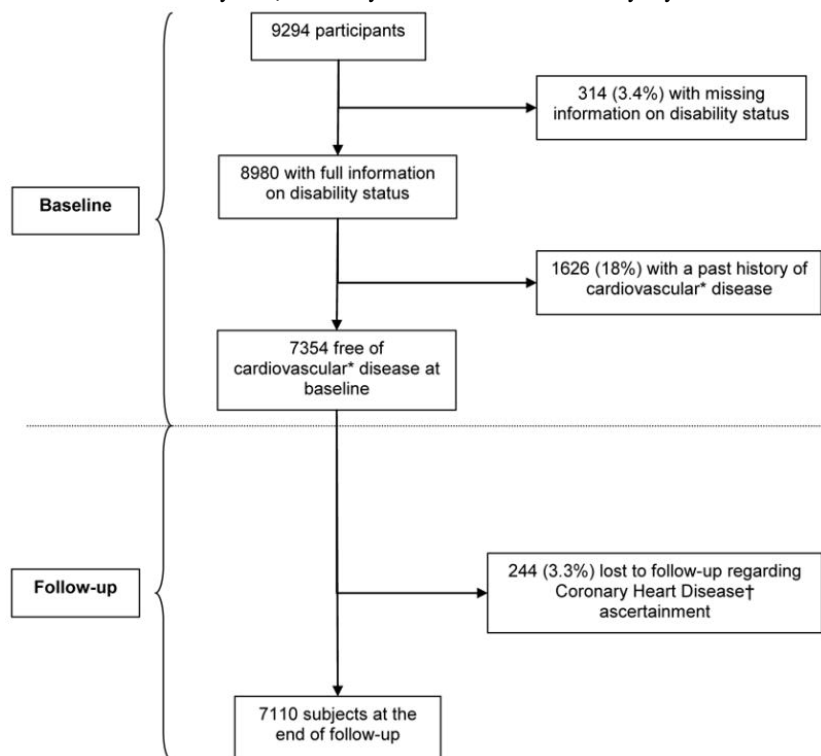 9294 participants
314 (3.4%) with missing
information on disability status
8980 with full information
on disability status
Baseline
1626 (18%) with a past history of
cardiovascular* disease
7354 free of
cardiovascular* disease at
baseline
244 (3.3%) lost to follow-up regarding
Coronary Heart Disease†
ascertainment
Follow-up
7110 subjects at the
end of follow-up